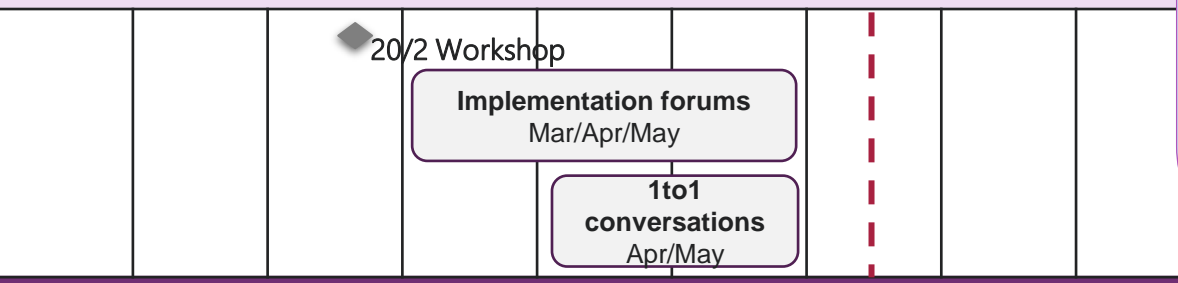 20/2 Workshop
Implementation forums
Mar/Apr/May
1to1
conversations
Apr/May